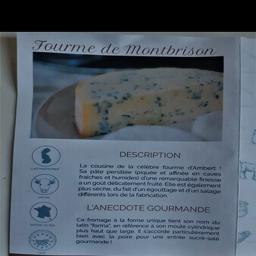 Fourme de Montbrison
DESCRIPTION
La cousine de la célèbre fourme d'Ambert !
Sa pâte persillée (piquée et affinée en caves
fraîches et humides) d'une remarquable finesse
a un goût délicatement fruité. Elle est également
plus sèche, du fait d'un égouttage et d'un salage
différents lors de la fabrication.
L'ANECDOTE GOURMANDE
Ce fromage à la forme unique tient son nom du
latin "forma", en référence à son moule cylindrique
plus haut que large. Il s'accorde particulièrement
bien avec la poire pour une entrée sucré-salé
gourmande !